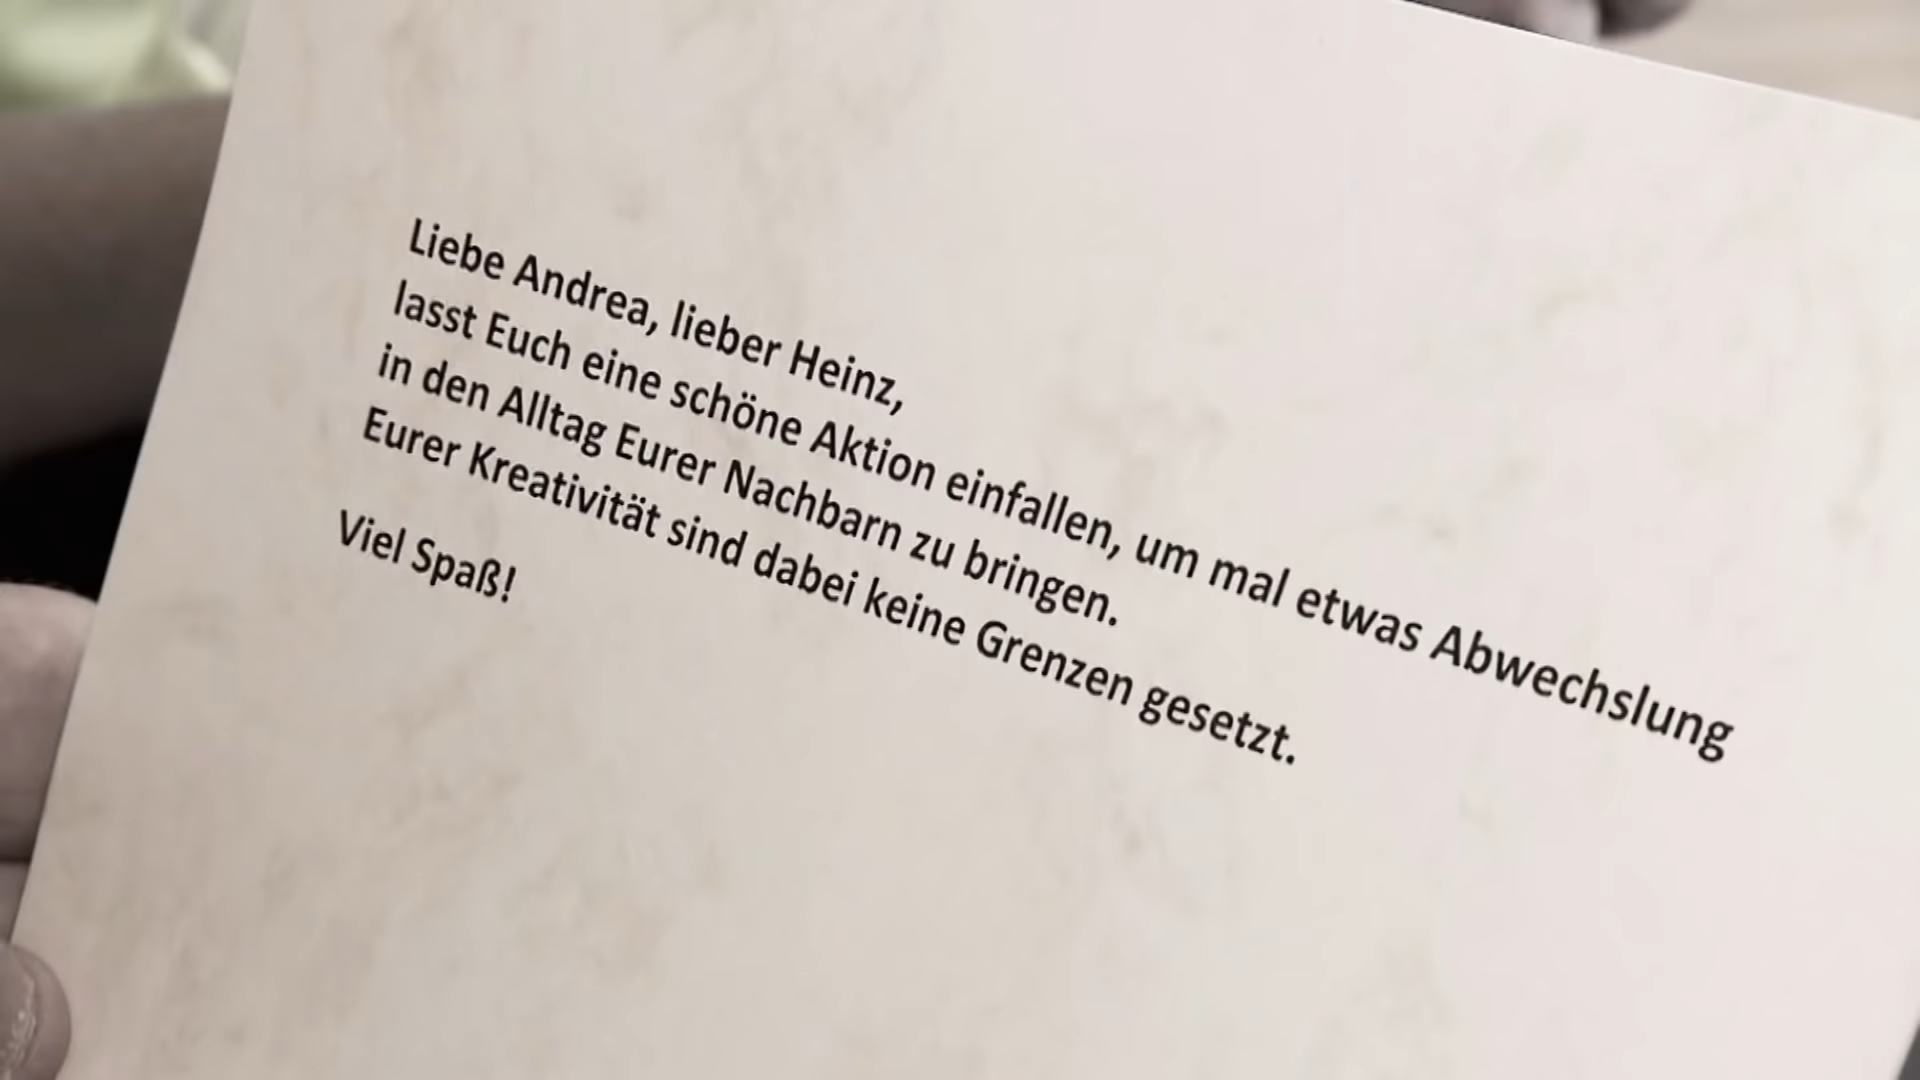 Liebe Andrea, lieber Heinz,
lasst Euch eine schöne Aktion einfallen, um mal etwas Abwechslung
in den Alltag Eurer Nachbarn zu bringen.
Eurer Kreativität sind dabei keine Grenzen gesetzt.
Viel Spaß!